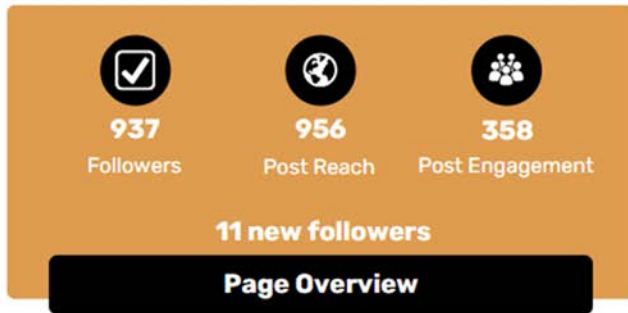 937 956 358
Followers Post Reach Post Engagement
11 new followers
Page Overview